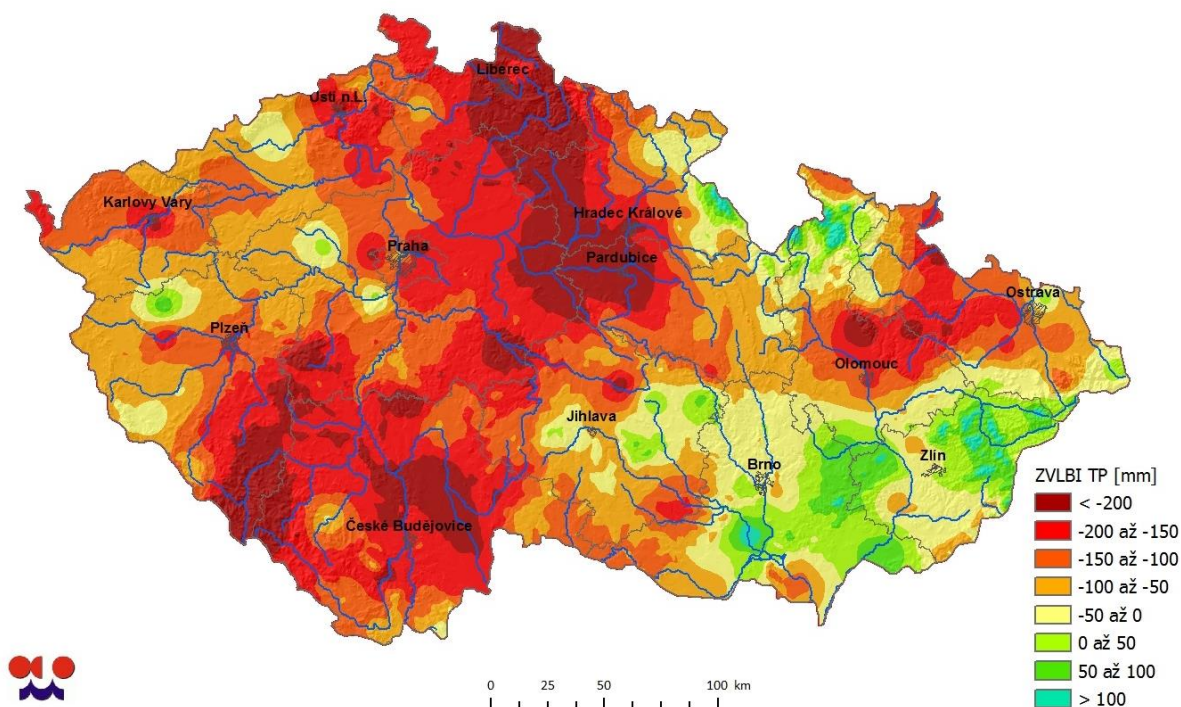 Liberec
Ústí n.L.
Karlovy Vary
Hradec Králové
Praha
Pardubice
Ostrava
Plzeň
Olomouc
Jihlava
Zlín
Brno
České Budějovice
ZVLBI TP [mm]
< -200
-200 až -150
-150 až -100
-100 až -50
-50 až 0
0 až 50
50 až 100
> 100
0 25 50 100 km